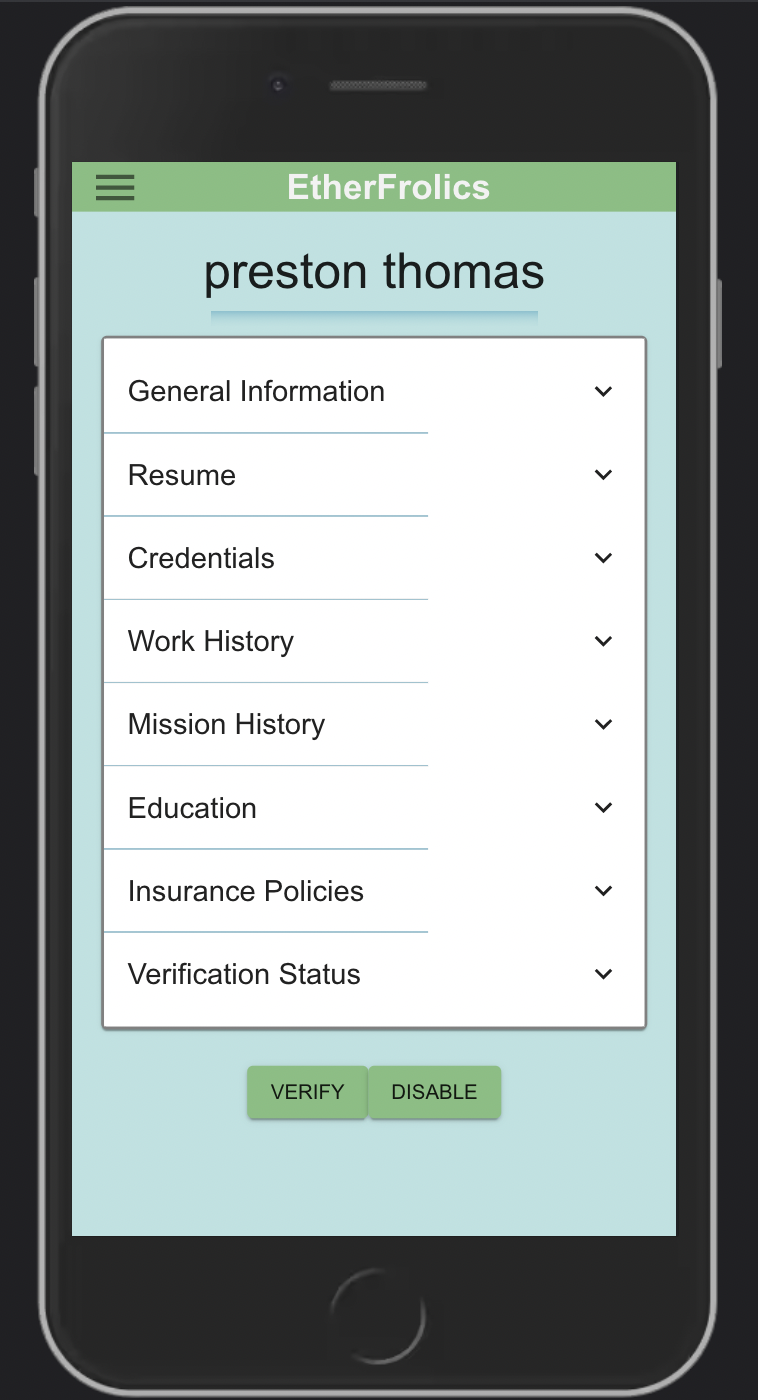 EtherFrolics
preston thomas
General Information
Resume
Credentials
Work History
Mission History
Education
Insurance Policies
Verification Status
VERIFY DISABLE